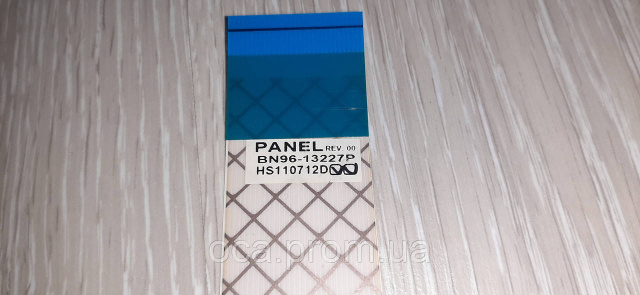 PANEL REV. 00
BN96-13227P
HS110712D
oca.prom.ua